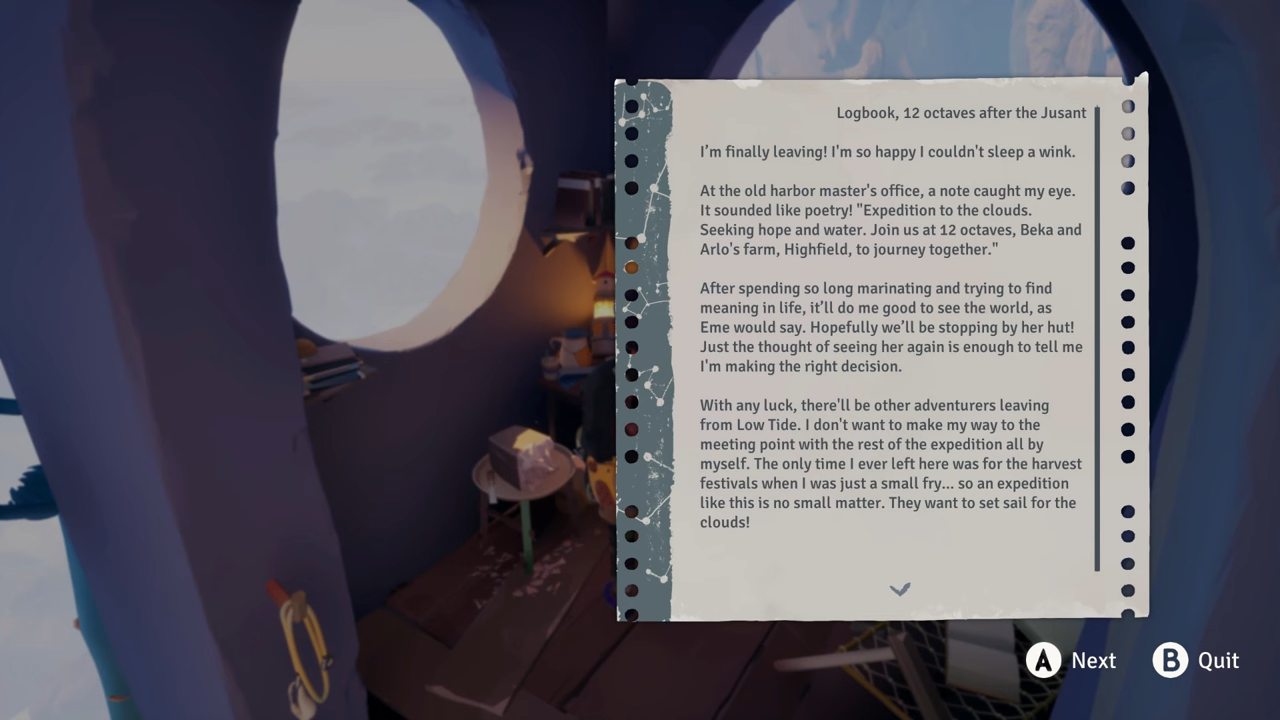 Logbook, 12 octaves after the Jusant
I'm finally leaving! I'm so happy I couldn't sleep a wink.
At the old harbor master's office, a note caught my eye.
It sounded like poetry! "Expedition to the clouds.
Seeking hope and water. Join us at 12 octaves, Beka and
Arlo's farm, Highfield, to journey together."
After spending so long marinating and trying to find
meaning in life, it'll do me good to see the world, as
Eme would say. Hopefully we'll be stopping by her hut!
Just the thought of seeing her again is enough to tell me
I'm making the right decision.
With any luck, there'll be other adventurers leaving
from Low Tide. I don't want to make my way to the
meeting point with the rest of the expedition all by
myself. The only time I ever left here was for the harvest
festivals when I was just a small fry... so an expedition
like this is no small matter. They want to set sail for the
clouds!
A Next B Quit